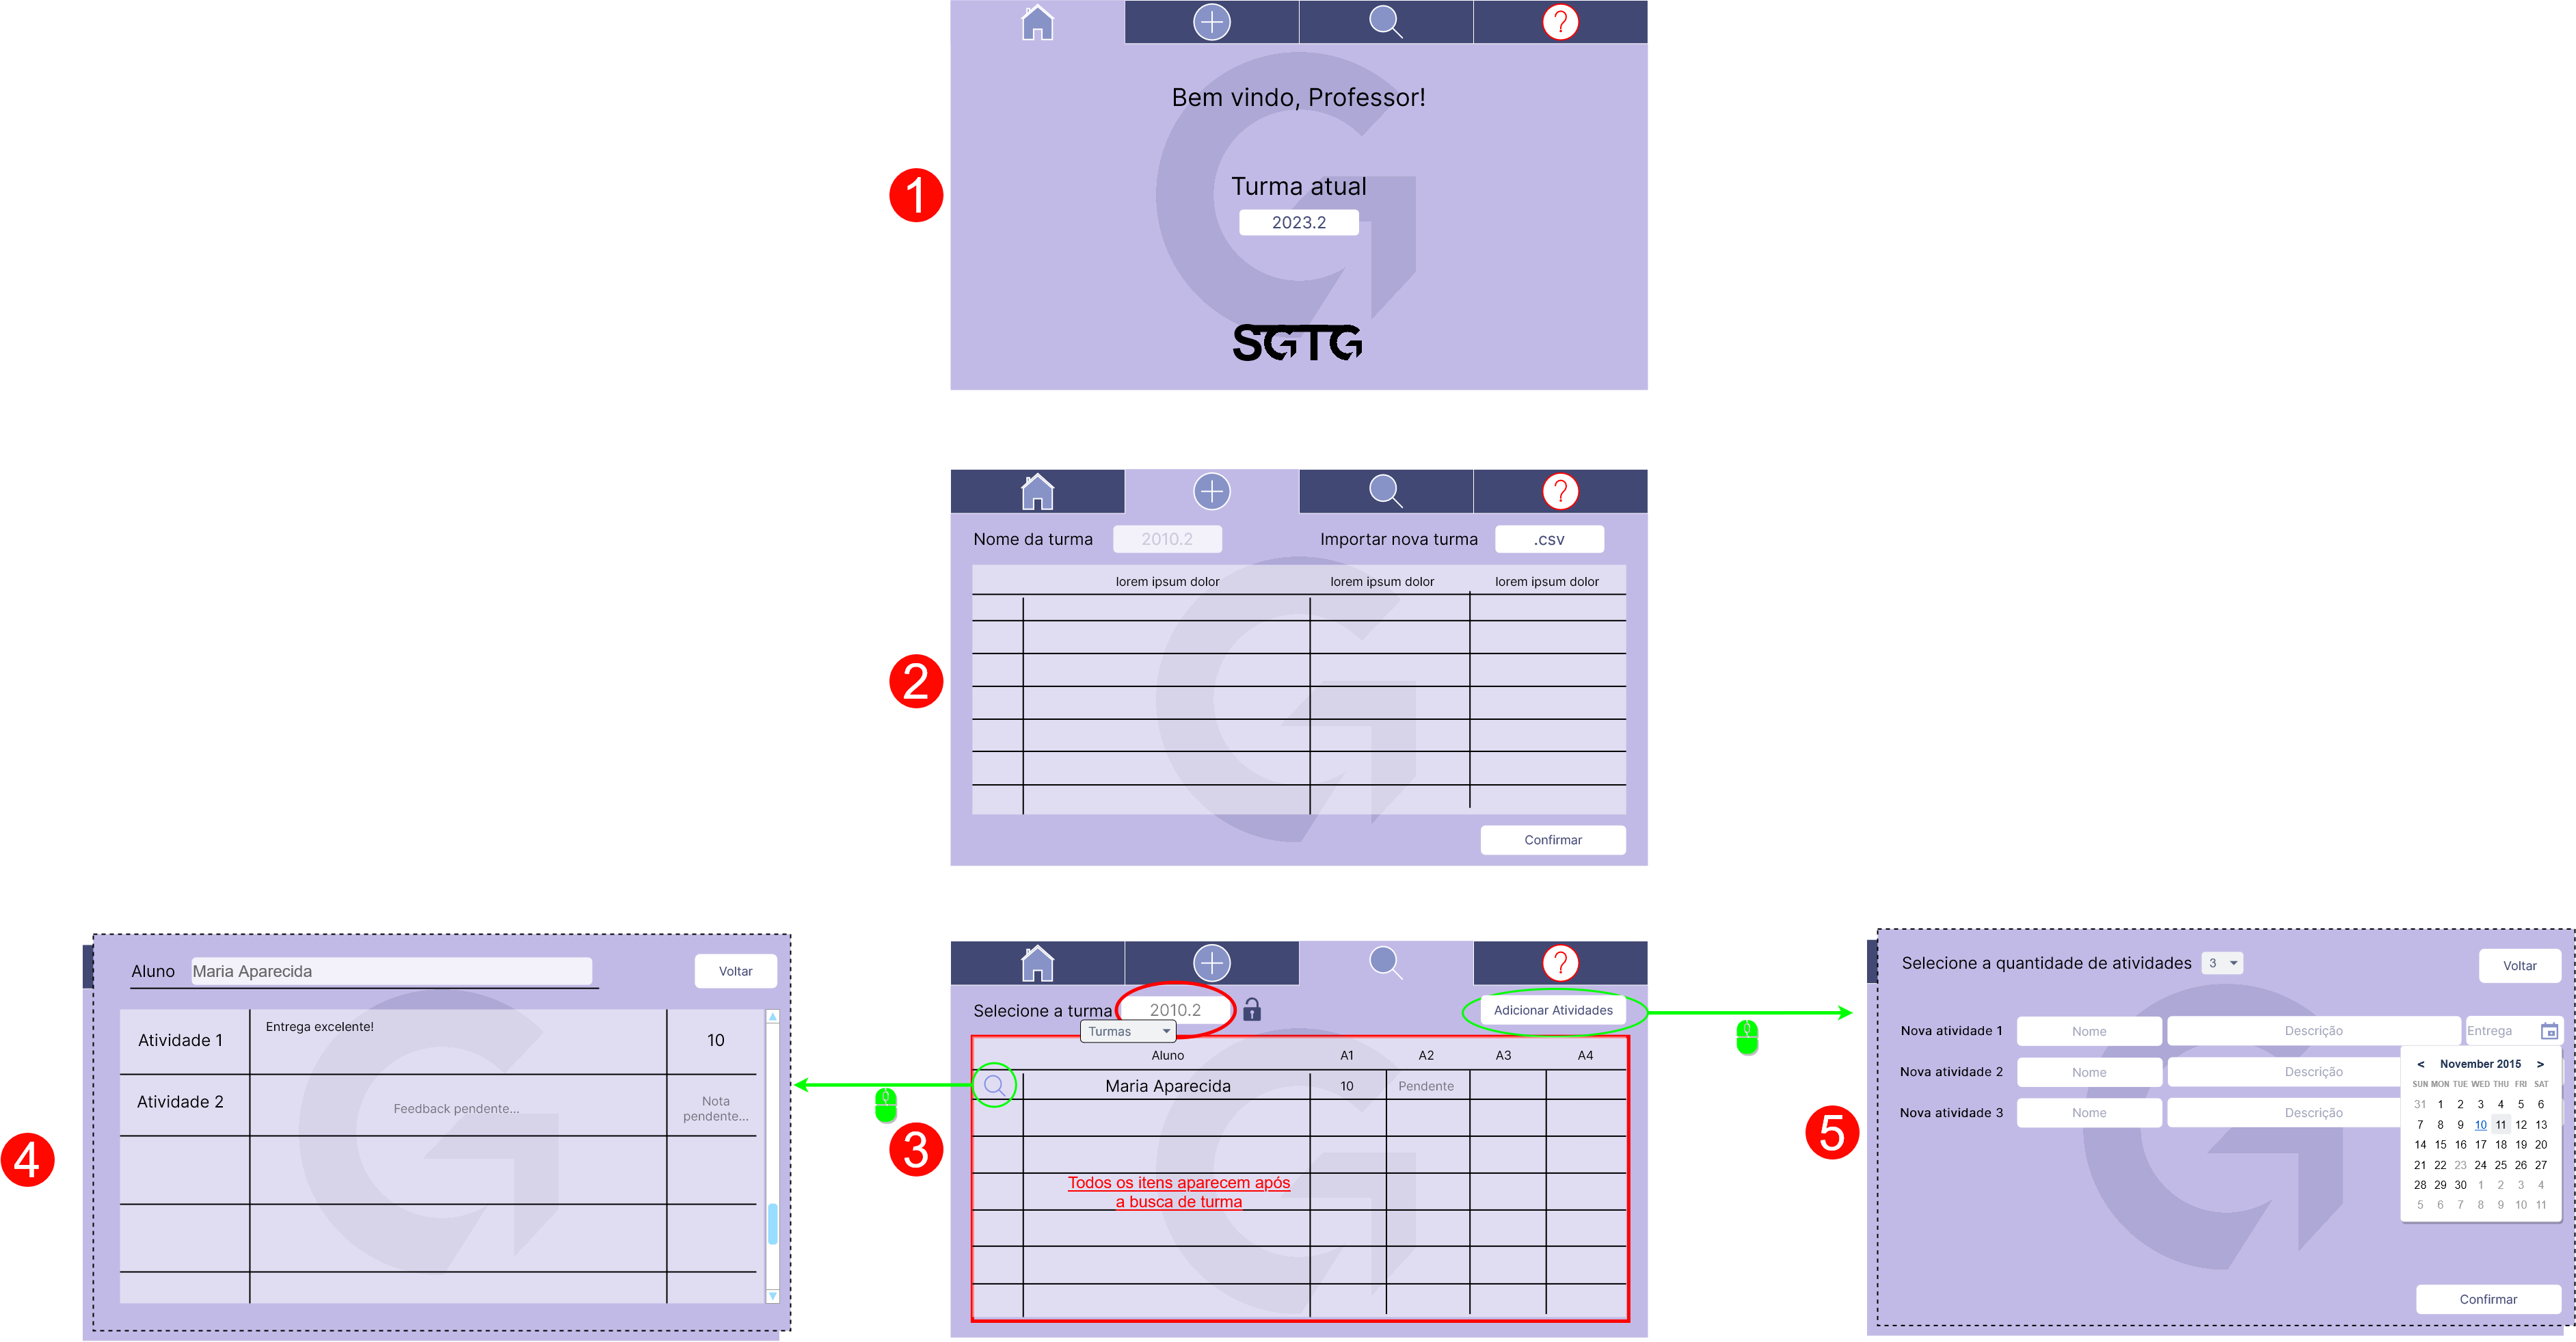 ?
Bem vindo, Professor!
1
Turma atual
2023.2
SGTG
?
Nome da turma 2010.2 Importar nova turma .csv
lorem ipsum dolor lorem ipsum dolor lorem ipsum dolor
2
Confirmar
Aluno Maria Aparecida Voltar
Atividade 1 Entrega excelente! 10
Atividade 2 Feedback pendente... Nota
pendente...
4
?
Selecione a turma 2010.2 Adicionar Atividades
Turmas
Aluno A1 A2 A3 A4
Maria Aparecida 10 Pendente
3
Todos os itens aparecem após
a busca de turma
Selecione a quantidade de atividades 3 Voltar
Nova atividade 1 Nome Descrição Entrega
Nova atividade 2 Nome Descrição
Nova atividade 3 Nome Descrição
5
< November 2015 >
SUN MON TUE WED THU FRI SAT
31 1 2 3 4 5 6
7 8 9 10 11 12 13
14 15 16 17 18 19 20
21 22 23 24 25 26 27
28 29 30 1 2 3 4
5 6 7 8 9 10 11
Confirmar